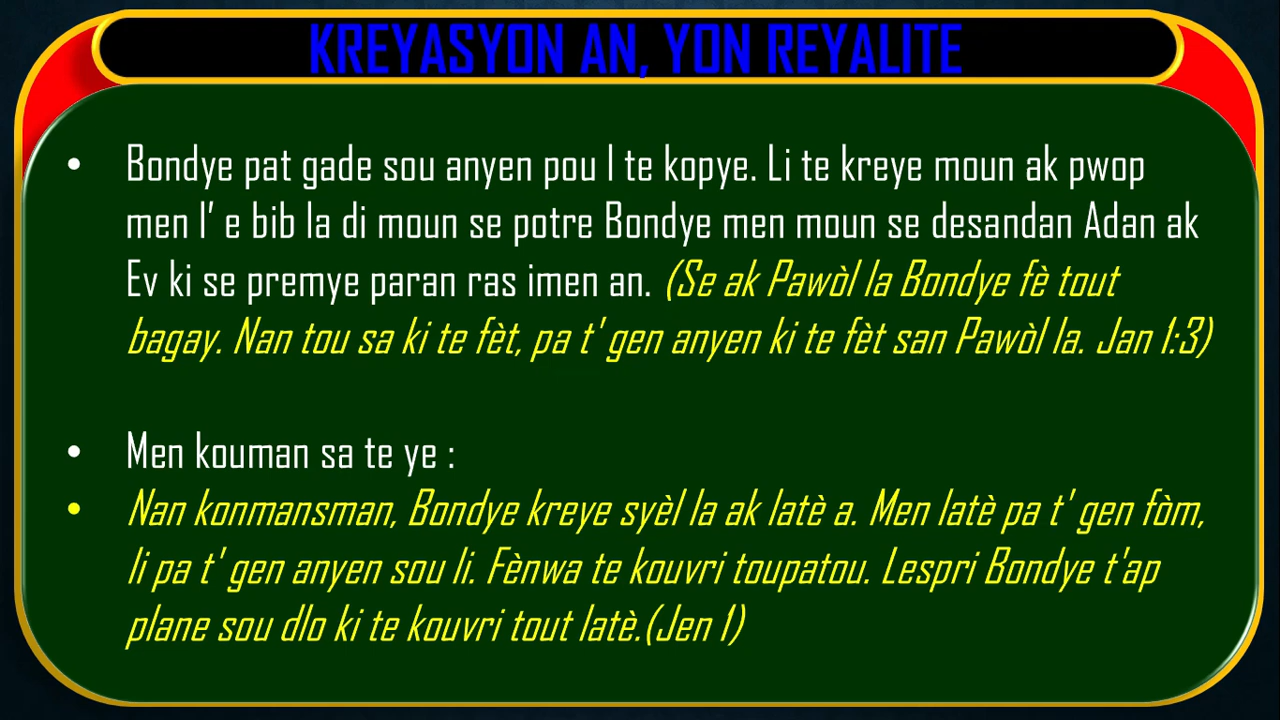 KREYASYON AN, YON REYALITE
• Bondye pat gade sou anyen pou l te kopye. Li te kreye moun ak pwop
men l’ e bib la di moun se potre Bondye men moun se desandan Adan ak
Ev ki se premye paran ras imen an. (Se ak Pawòl la Bondye fè tout
bagay. Nan tou sa ki te fèt, pa t' gen anyen ki te fèt san Pawòl la. Jan 1:3)
• Men kouman sa te ye :
• Nan konmansman, Bondye kreye syèl la ak latè a. Men latè pa t' gen fòm,
li pa t' gen anyen sou li. Fènwa te kouvri toupatou. Lespri Bondye t'ap
plane sou dlo ki te kouvri tout latè.(Jen 1)